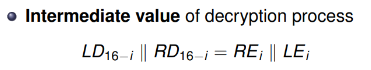 Intermediate value of decryption process
LD₁₆₋ᵢ ∥ RD₁₆₋ᵢ = REᵢ ∥ LEᵢ